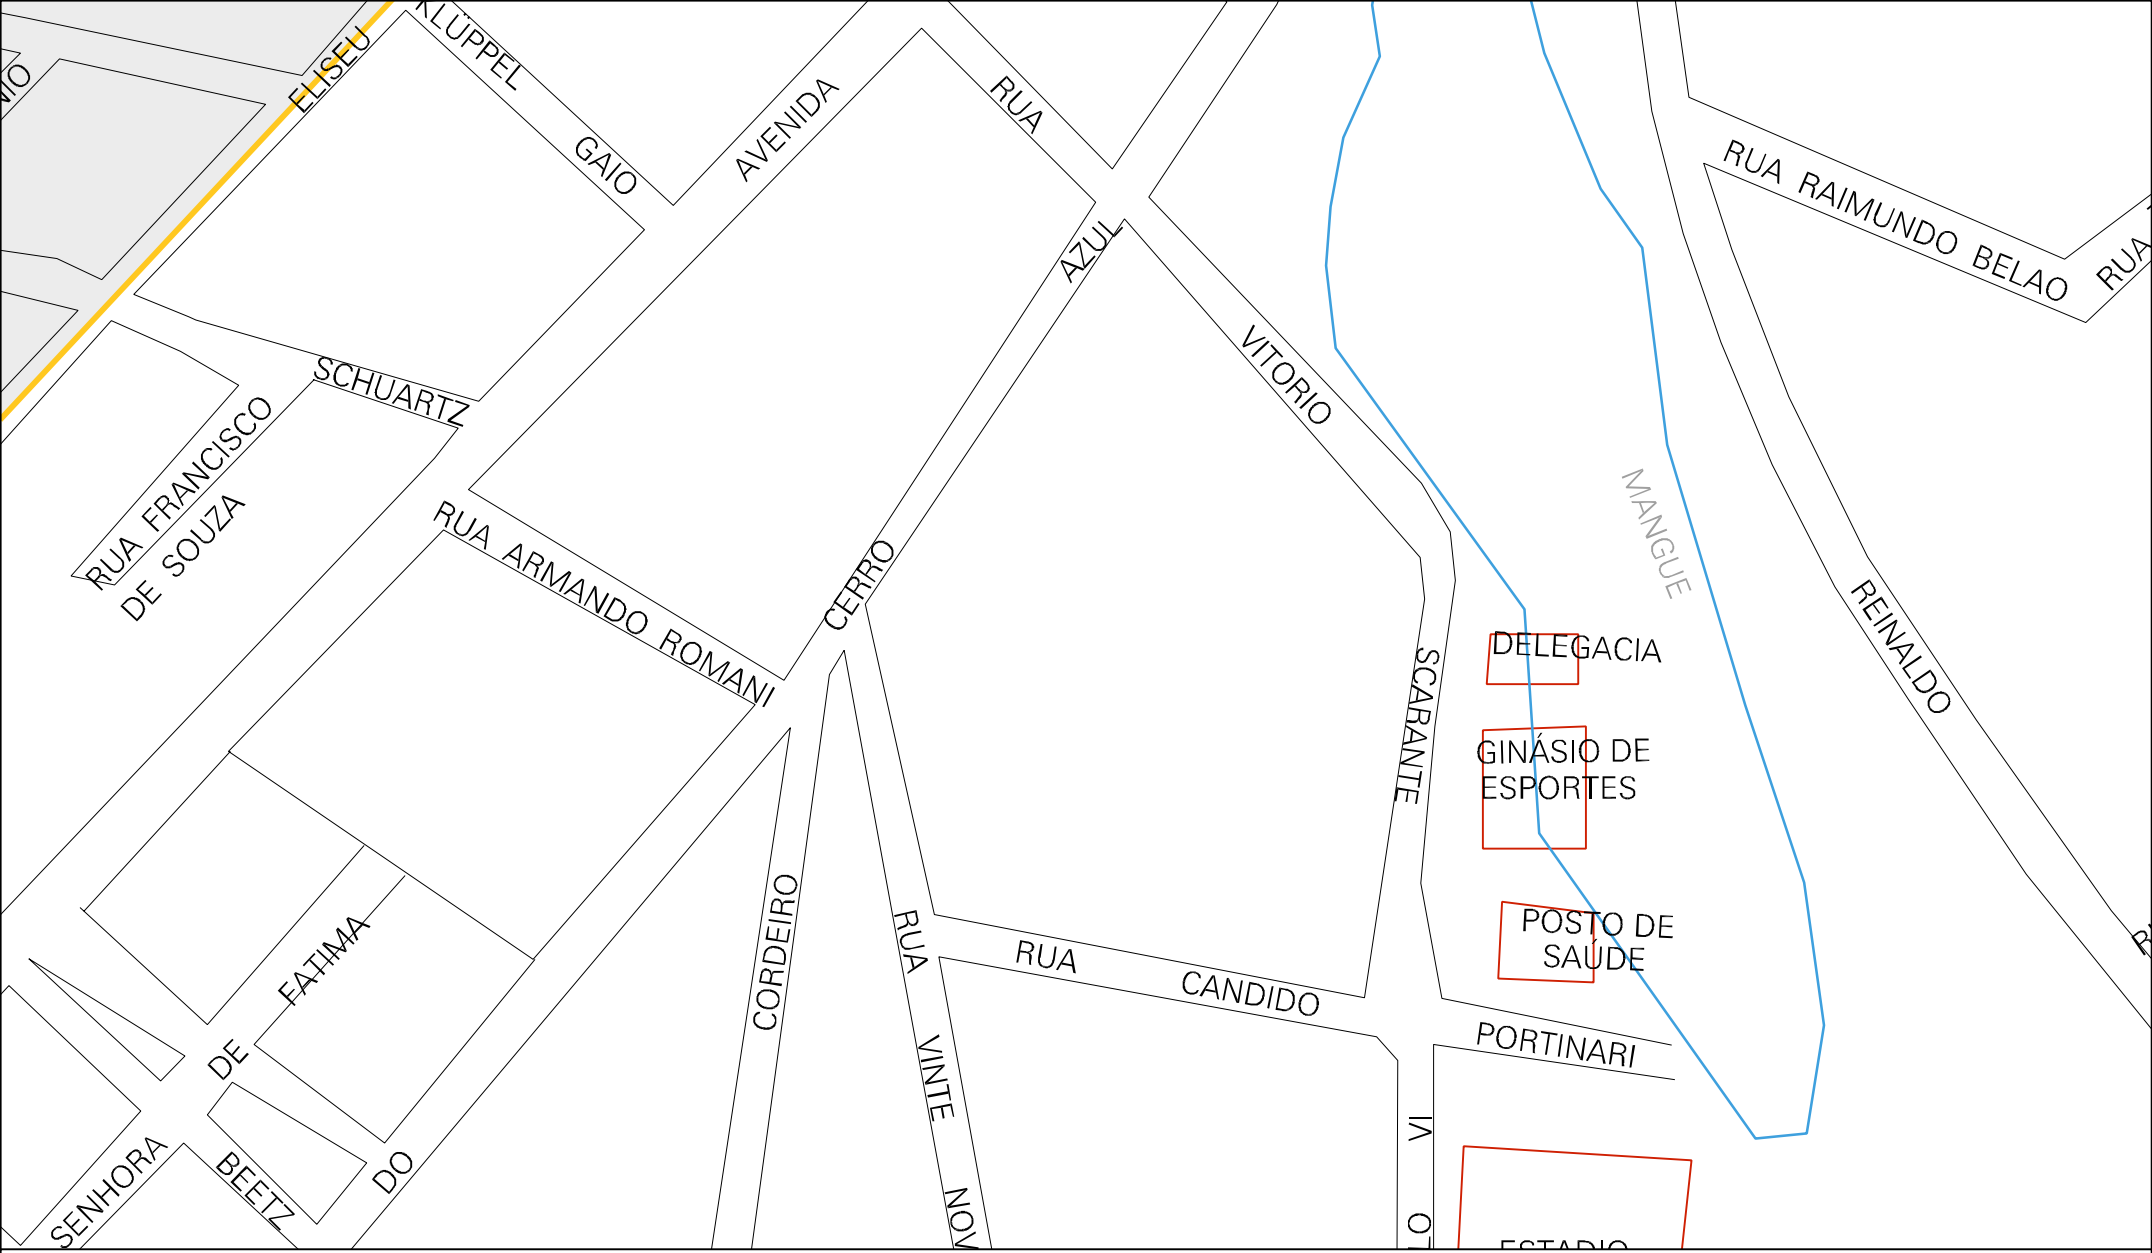 KLÜPPEL
ELISEU
GAIO
AVENIDA
RUA
RUA RAIMUNDO BELAO
RUA
AZUL
VITORIO
SCHUARTZ
RUA FRANCISCO
DE SOUZA
MANGUE
RUA ARMANDO ROMANI
CERRO
REINALDO
DELEGACIA
SCARANTE
GINÁSIO DE
ESPORTES
CORDEIRO
RUA
POSTO DE
SAÚDE
FATIMA
RUA
CANDIDO
PORTINARI
DE
VINTE
SENHORA
BEETZ
DO
ESTADIO